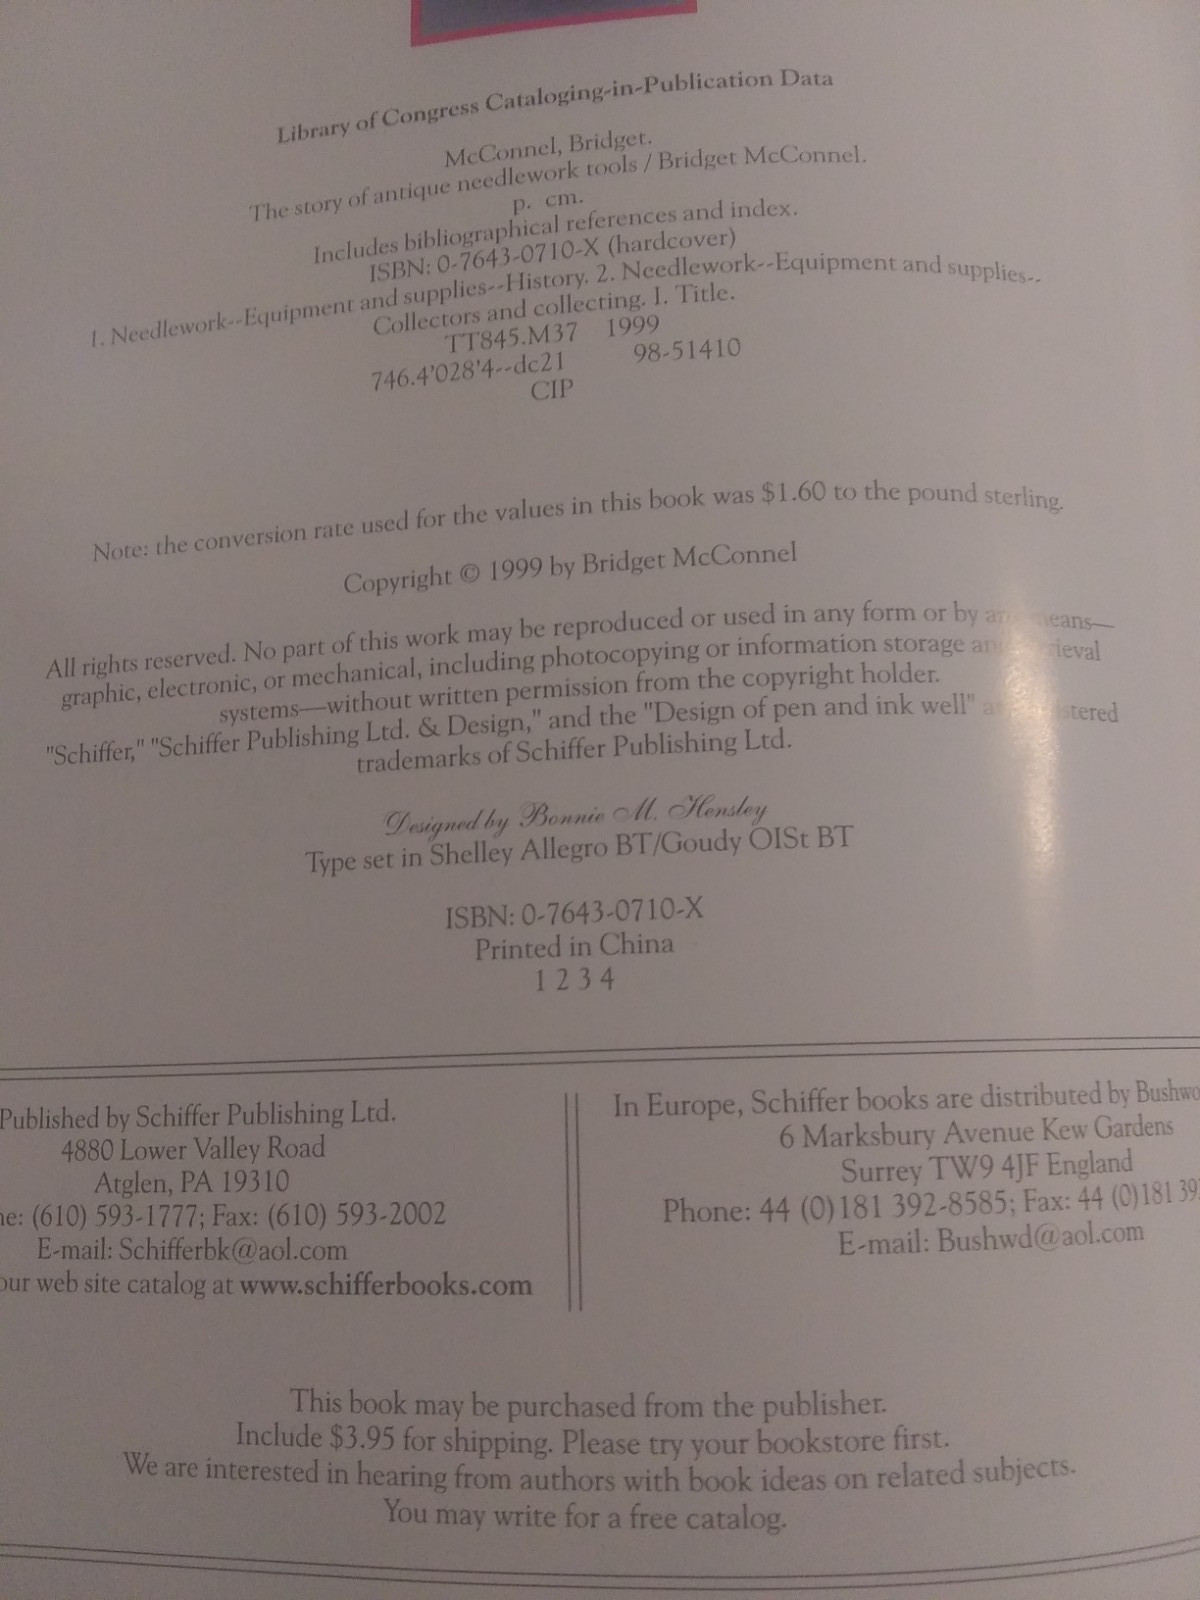 Library of Congress Cataloging-in-Publication Data
McConnel, Bridget.
The story of antique needlework tools / Bridget McConnel.
p. cm.
Includes bibliographical references and index.
ISBN: 0-7643-0710-X (hardcover)
1. Needlework--Equipment and supplies--History. 2. Needlework--Equipment and supplies--
Collectors and collecting. I. Title.
TT845.M37 1999
746.4'028'4--dc21 98-51410
CIP
Note: the conversion rate used for the values in this book was $1.60 to the pound sterling.
Copyright © 1999 by Bridget McConnel
All rights reserved. No part of this work may be reproduced or used in any form or by any means—
graphic, electronic, or mechanical, including photocopying or information storage and retrieval
systems—without written permission from the copyright holder.
"Schiffer," "Schiffer Publishing Ltd. & Design," and the "Design of pen and ink well" are registered
trademarks of Schiffer Publishing Ltd.
Designed by Bonnie M. Hensley
Type set in Shelley Allegro BT/Goudy OlSt BT
ISBN: 0-7643-0710-X
Printed in China
1 2 3 4
Published by Schiffer Publishing Ltd.
4880 Lower Valley Road
Atglen, PA 19310
(610) 593-1777; Fax: (610) 593-2002
E-mail: Schifferbk@aol.com
our web site catalog at www.schifferbooks.com
In Europe, Schiffer books are distributed by
6 Marksbury Avenue Kew Gardens
Surrey TW9 4JF England
Phone: 44 (0)181 392-8585; Fax: 44 (0)181
E-mail: Bushwd@aol.com
This book may be purchased from the publisher.
Include $3.95 for shipping. Please try your bookstore first.
We are interested in hearing from authors with book ideas on related subjects.
You may write for a free catalog.